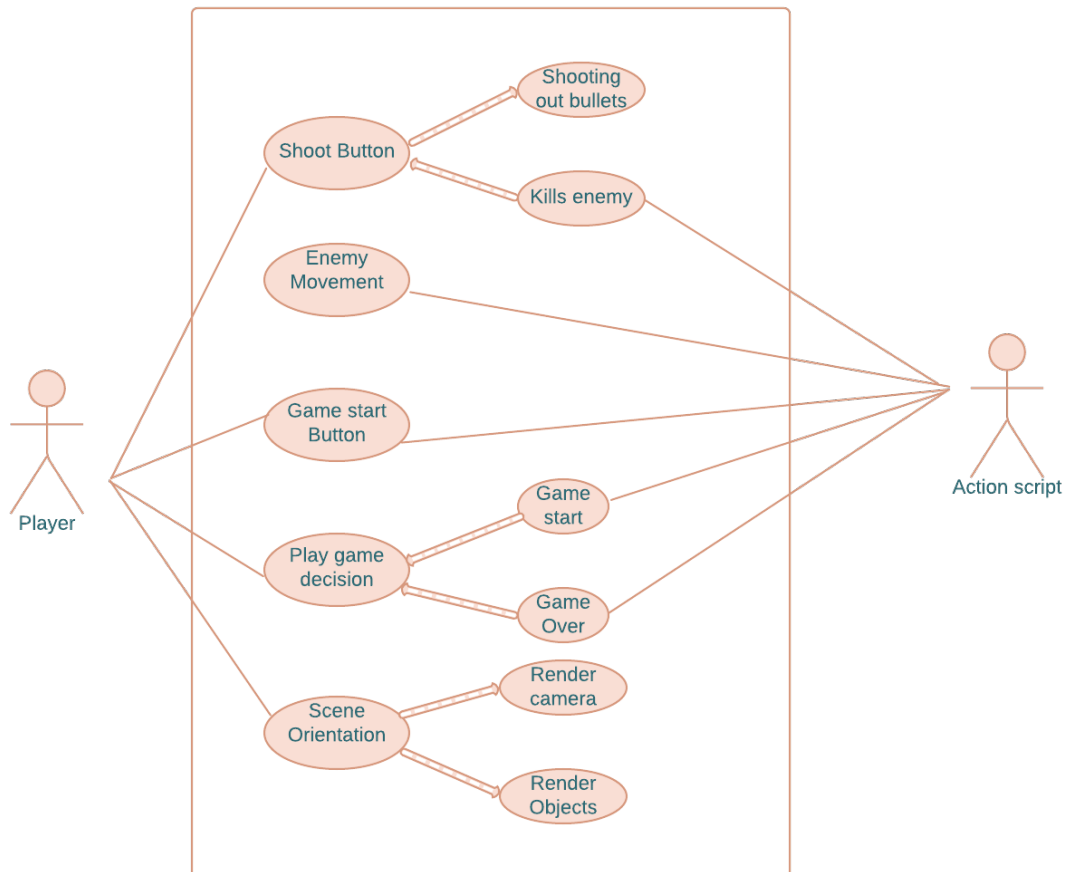 Shooting
out bullets
Shoot Button
Kills enemy
Enemy
Movement
Game start
Button
Player
Action script
Game
start
Play game
decision
Game
Over
Render
camera
Scene
Orientation
Render
Objects